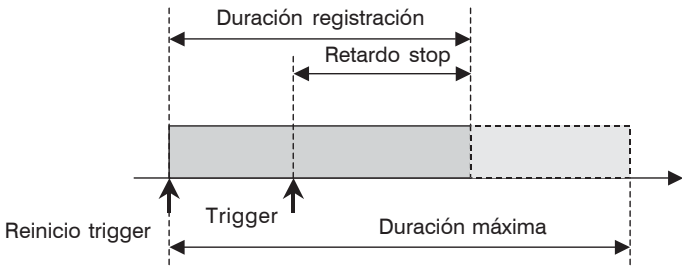 Duración registración
Retardo stop
Trigger
Reinicio trigger
Duración máxima